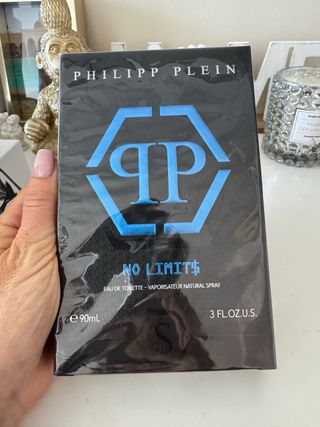 PHILIPP PLEIN
PP
NO LIMIT$
EAU DE TOILETTE - VAPORISATEUR NATURAL SPRAY
℮ 90mL 3 FL.OZ.U.S.
$